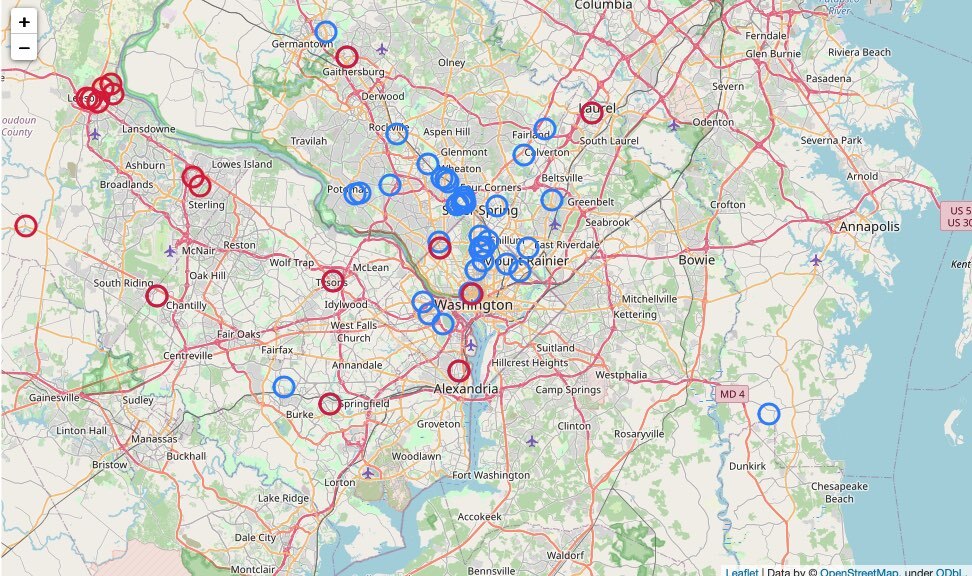 Columbia
+
−
Germantown
Gaithersburg
Olney
Derwood
Ferndale
Glen Burnie
Riviera Beach
Pasadena
Severn
Laurel
Odenton
Lansdowne
Rockville
Aspen Hill
Fairland
South Laurel
Severna Park
oudoun
County
Travilah
Glenmont
Calverton
Ashburn
Lowes Island
Wheaton
Arnold
Broadlands
Four Corners
Beltsville
Greenbelt
Crofton
Sterling
Spring
Seabrook
US 5
US 30
Annapolis
McNair
Reston
Chillum
East Riverdale
Wolf Trap
McLean
Mount Rainier
Bowie
Kent
Oak Hill
South Riding
Tysons
Chantilly
Idylwood
Washington
Mitchellville
Kettering
Fair Oaks
West Falls
Church
Centreville
Fairfax
Annandale
Suitland
Hillcrest Heights
Westphalia
Alexandria
Camp Springs
MD 4
Gainesville
Sudley
Burke
Springfield
Linton Hall
Manassas
Groveton
Clinton
Rosaryville
Buckhall
Bristow
Woodlawn
Dunkirk
Lorton
Fort Washington
Lake Ridge
Chesapeake
Beach
Accokeek
Dale City
Waldorf
Montclair
Bennsville
Leaflet | Data by © OpenStreetMap, under ODbL